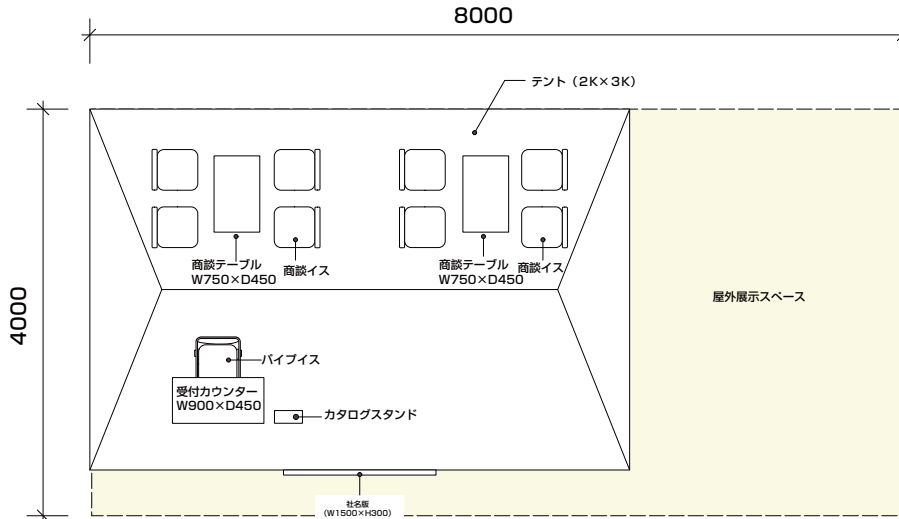 8000
テント（2K×3K）
4000
商談テーブル
W750×D450
商談イス
商談テーブル
W750×D450
商談イス
屋外展示スペース
パイプイス
受付カウンター
W900×D450
カタログスタンド
社名版
(W1500×H300)